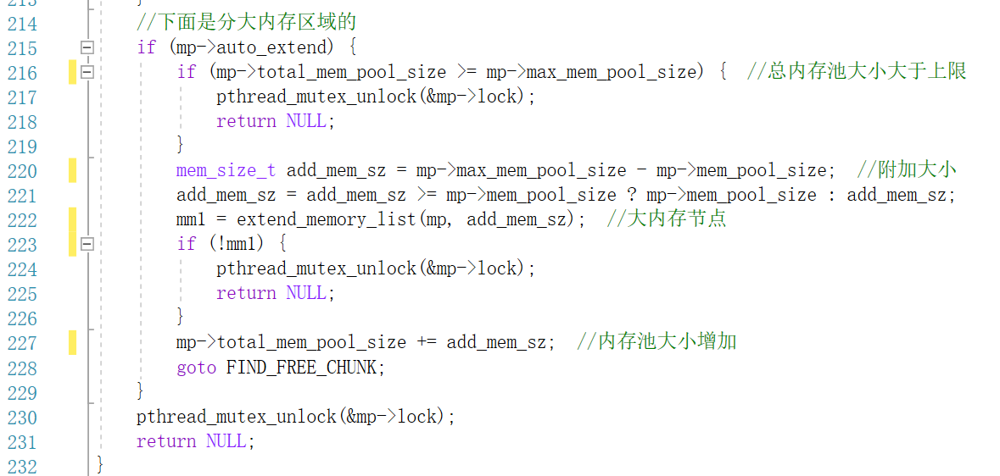 213 }
214 //下面是分大内存区域的
215 if (mp->auto_extend) {
216 if (mp->total_mem_pool_size >= mp->max_mem_pool_size) { //总内存池大小大于上限
217 pthread_mutex_unlock(&mp->lock);
218 return NULL;
219 }
220 mem_size_t add_mem_sz = mp->max_mem_pool_size - mp->mem_pool_size; //附加大小
221 add_mem_sz = add_mem_sz >= mp->mem_pool_size ? mp->mem_pool_size : add_mem_sz;
222 mm1 = extend_memory_list(mp, add_mem_sz); //大内存节点
223 if (!mm1) {
224 pthread_mutex_unlock(&mp->lock);
225 return NULL;
226 }
227 mp->total_mem_pool_size += add_mem_sz; //内存池大小增加
228 goto FIND_FREE_CHUNK;
229 }
230 pthread_mutex_unlock(&mp->lock);
231 return NULL;
232 }